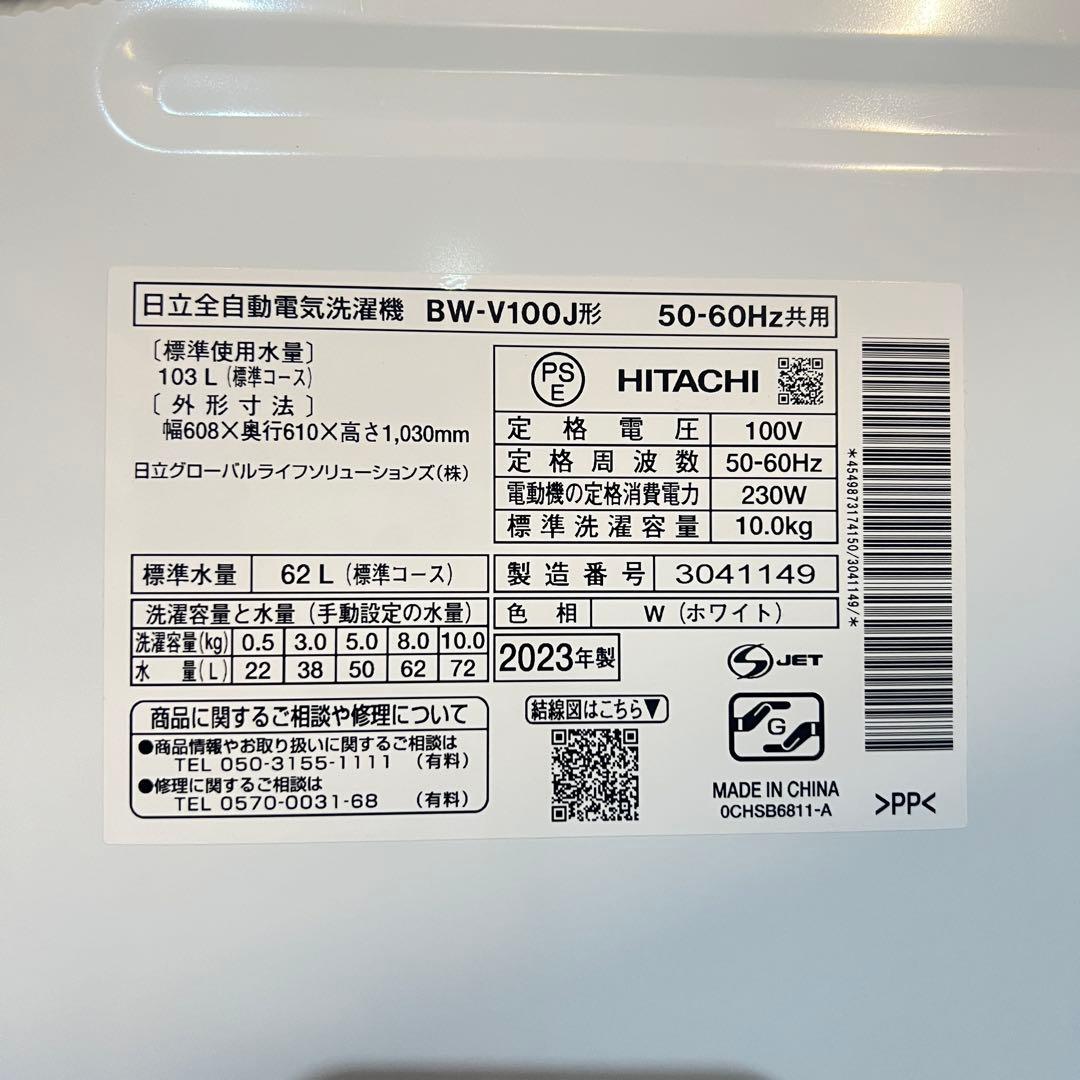 日立全自動電気洗濯機 BW-V100J形 50-60Hz共用
〔標準使用水量〕
103 L (標準コース)
〔外形寸法〕
幅608×奥行610×高さ1,030mm
日立グローバルライフソリューションズ(株)
PS
E
HITACHI
定格電圧 100V
定格周波数 50-60Hz
電動機の定格消費電力 230W
標準洗濯容量 10.0kg
標準水量 62 L (標準コース)
製造番号 3041149
洗濯容量と水量 (手動設定の水量)
洗濯容量(kg) 0.5 3.0 5.0 8.0 10.0
水量(L) 22 38 50 62 72
色相 W (ホワイト)
2023年製
S JET
商品に関するご相談や修理について
●商品情報やお取り扱いに関するご相談は
TEL 050-3155-1111 (有料)
●修理に関するご相談は
TEL 0570-0031-68 (有料)
結線図はこちら▼
G
MADE IN CHINA
0CHSB6811-A
>PP<
*4549873174150/3041149/*